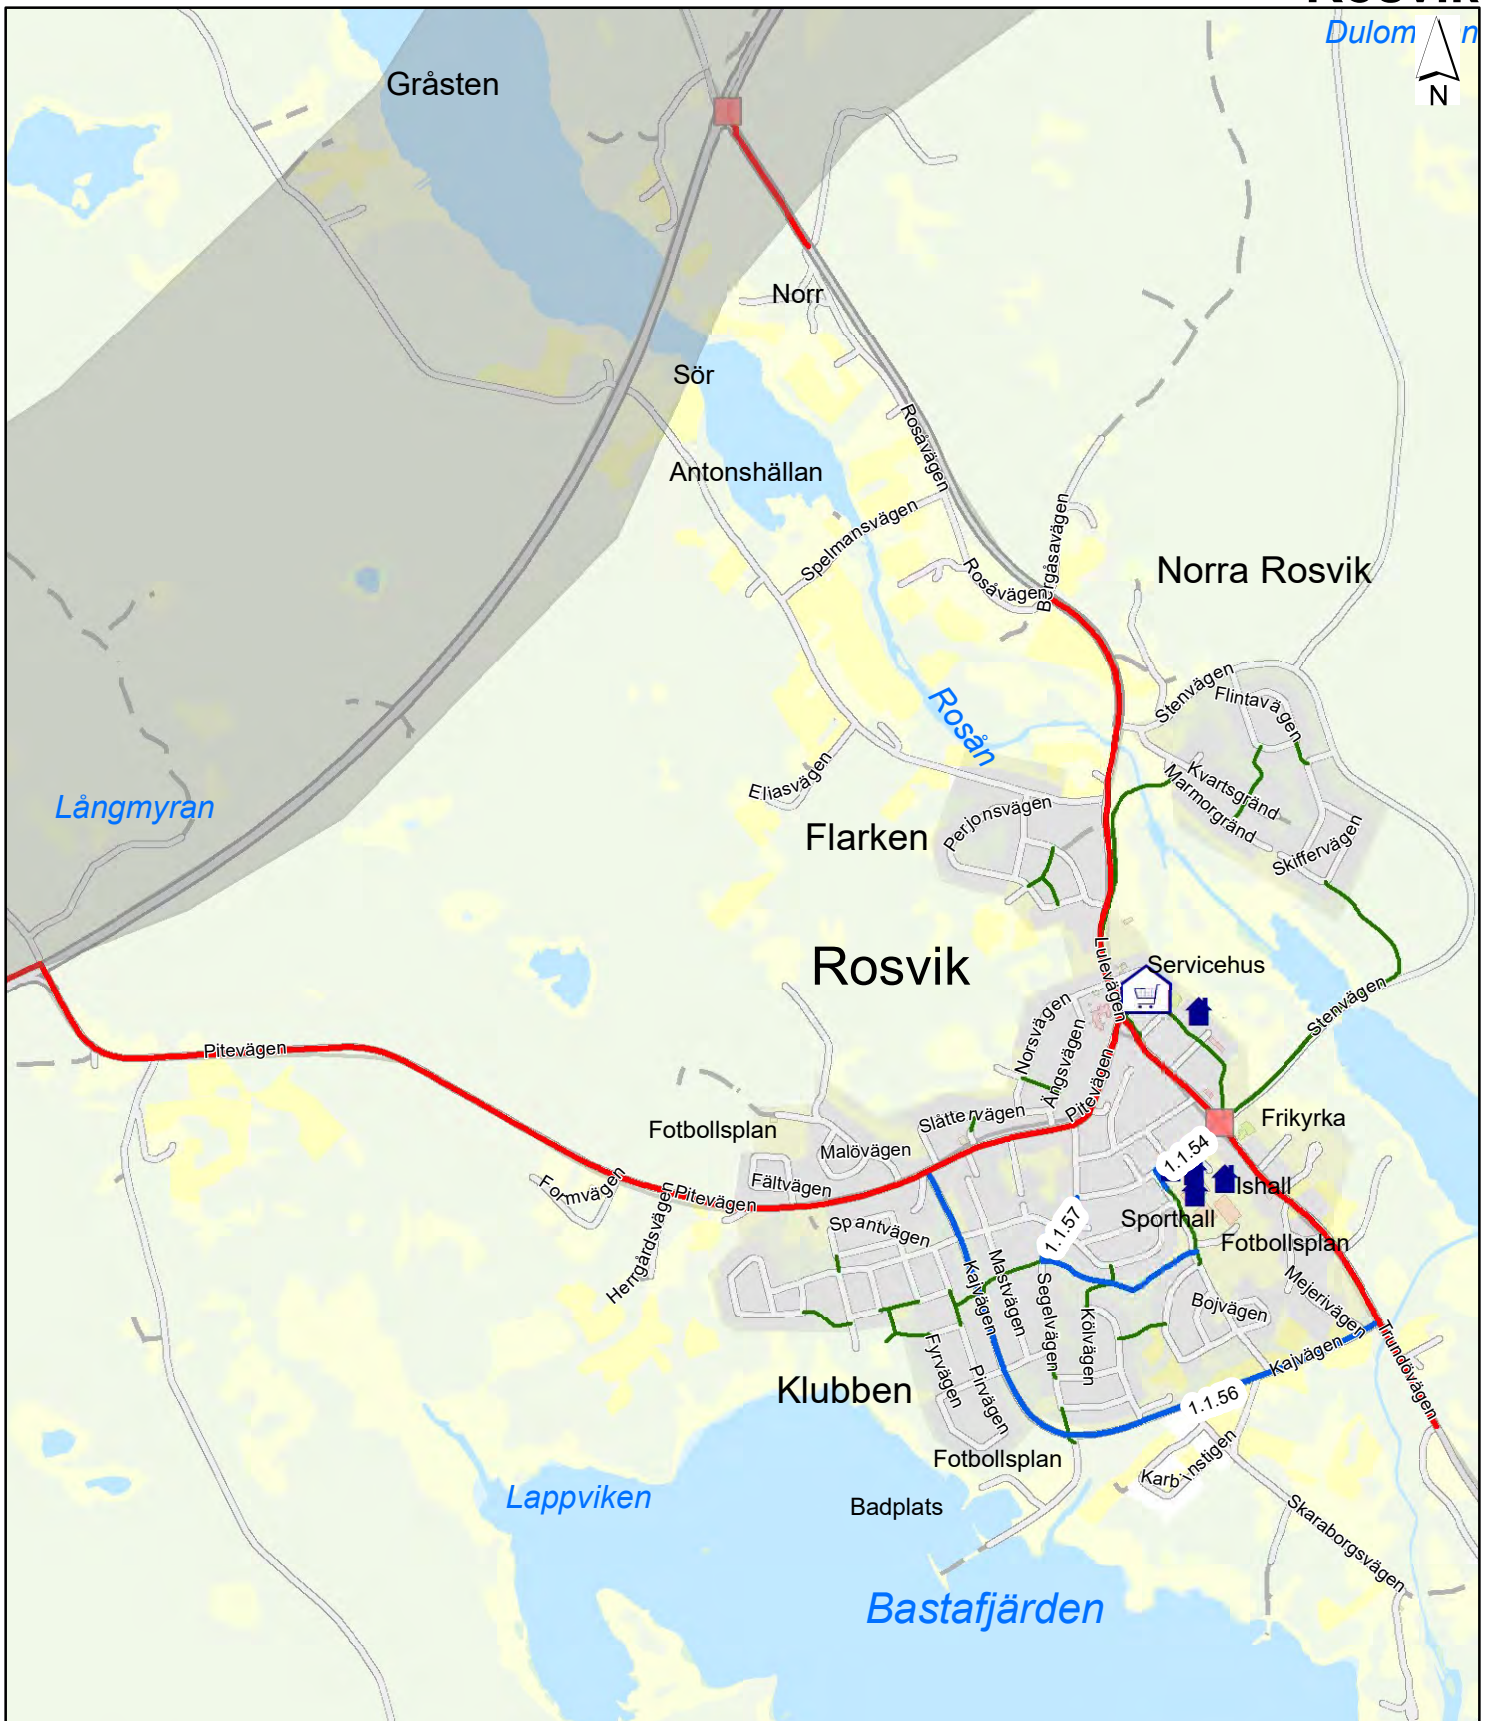 Rosvik
N
Gråsten
Norr
Sör
Rosåvägen
Antonshällan
Spelmansvägen
Borgåsavägen
Norra Rosvik
Rosåvägen
Stenvägen
Flintavägen
Rosån
Eliasvägen
Kvartsgränd
Marmorgränd
Långmyran
Perjonsvägen
Flarken
Skiffervägen
Rosvik
Lulevägen
Servicehus
Stenvägen
Norsvägen
Ängsvägen
Pitevägen
Pitevägen
Slåttervägen
Frikyrka
Fotbollsplan
Malövägen
1.1.54
Formvägen
Pitevägen
Fältvägen
Ishall
Herrgårdsvägen
Spantvägen
1.1.57
Sporthall
Fotbollsplan
Kajvägen
Mastvägen
Segelvägen
Kölvägen
Bojvägen
Mejerivägen
Kajvägen
Trundövägen
Fyrvägen
Pirvägen
Klubben
1.1.56
Fotbollsplan
Karbinstigen
Lappviken
Badplats
Skaraborgsvägen
Bastafjärden